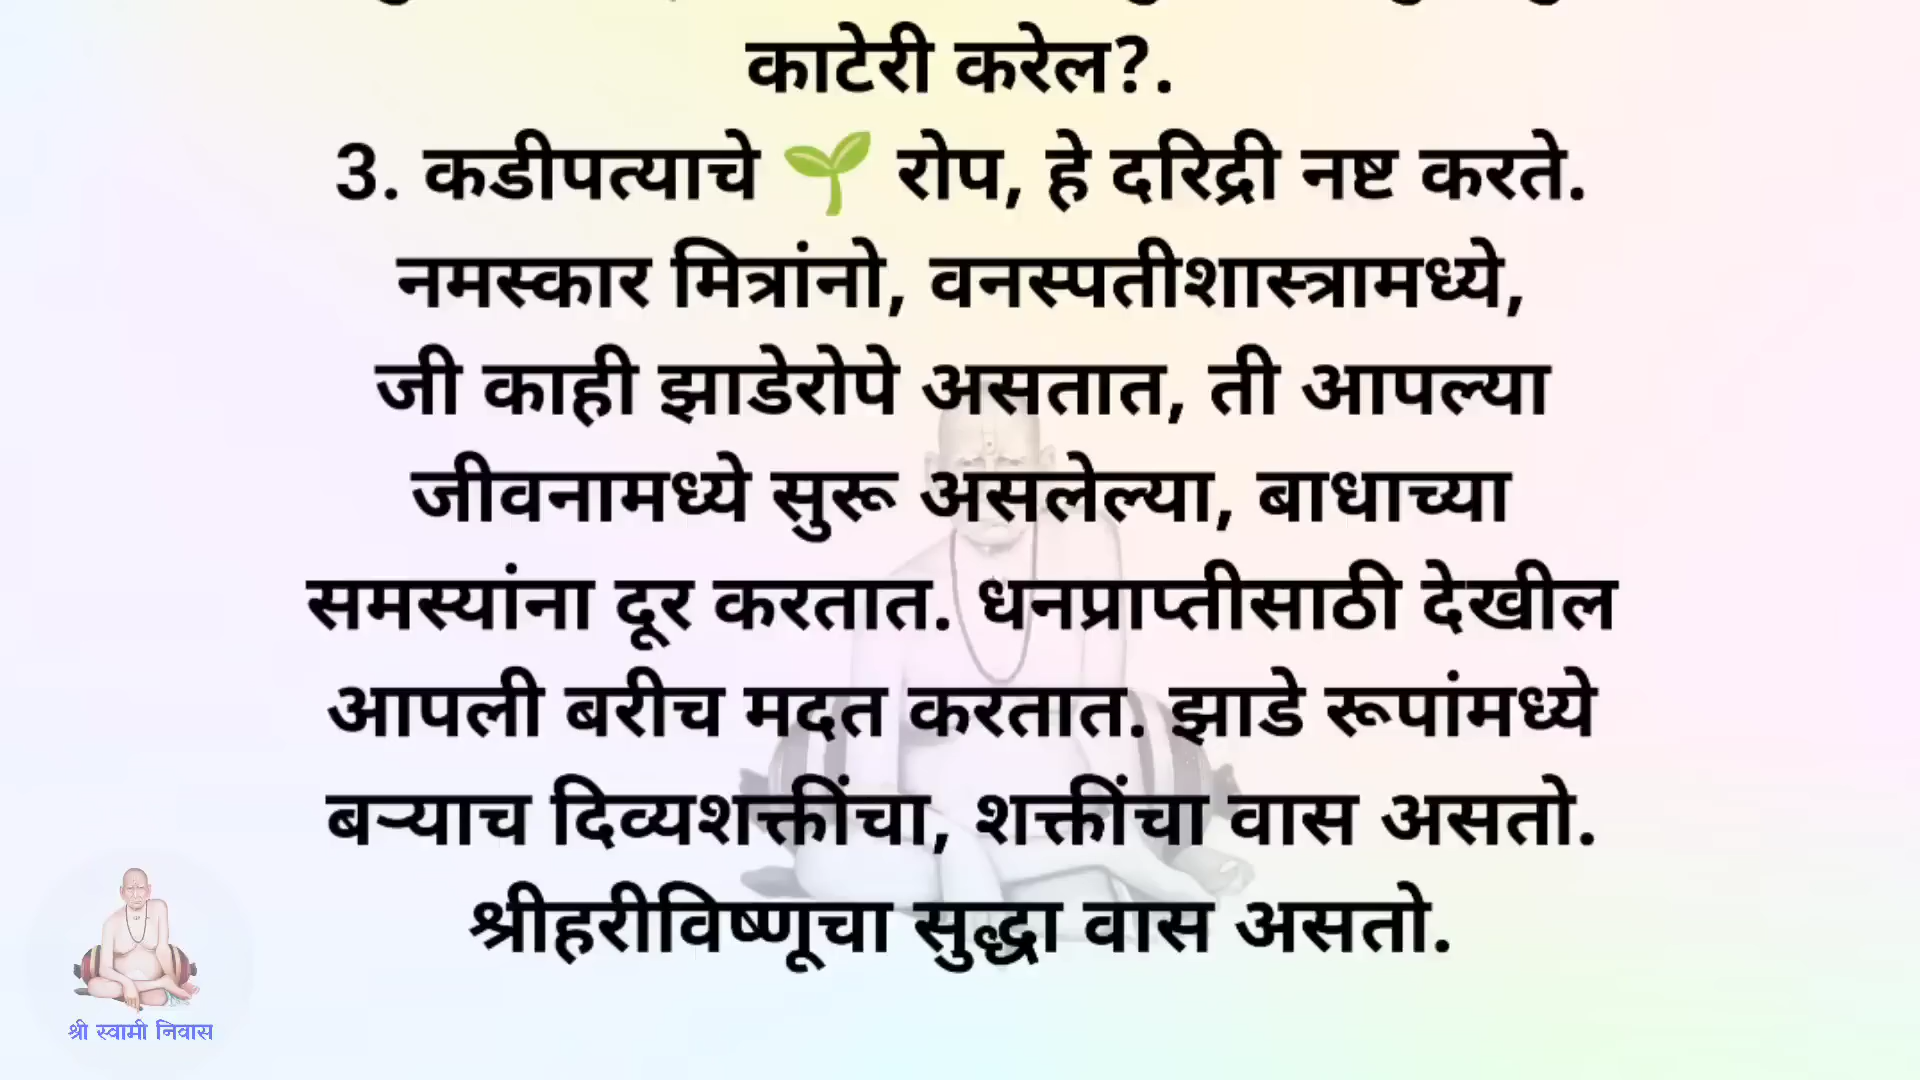 काटेरी करेल?.
3. कडीपत्याचे 🌱 रोप, हे दरिद्री नष्ट करते.
नमस्कार मित्रांनो, वनस्पतीशास्त्रामध्ये,
जी काही झाडेरोपे असतात, ती आपल्या
जीवनामध्ये सुरू असलेल्या, बाधाच्या
समस्यांना दूर करतात. धनप्राप्तीसाठी देखील
आपली बरीच मदत करतात. झाडे रूपांमध्ये
बऱ्याच दिव्यशक्तींचा, शक्तींचा वास असतो.
श्रीहरीविष्णूचा सुद्धा वास असतो.
श्री स्वामी निवास